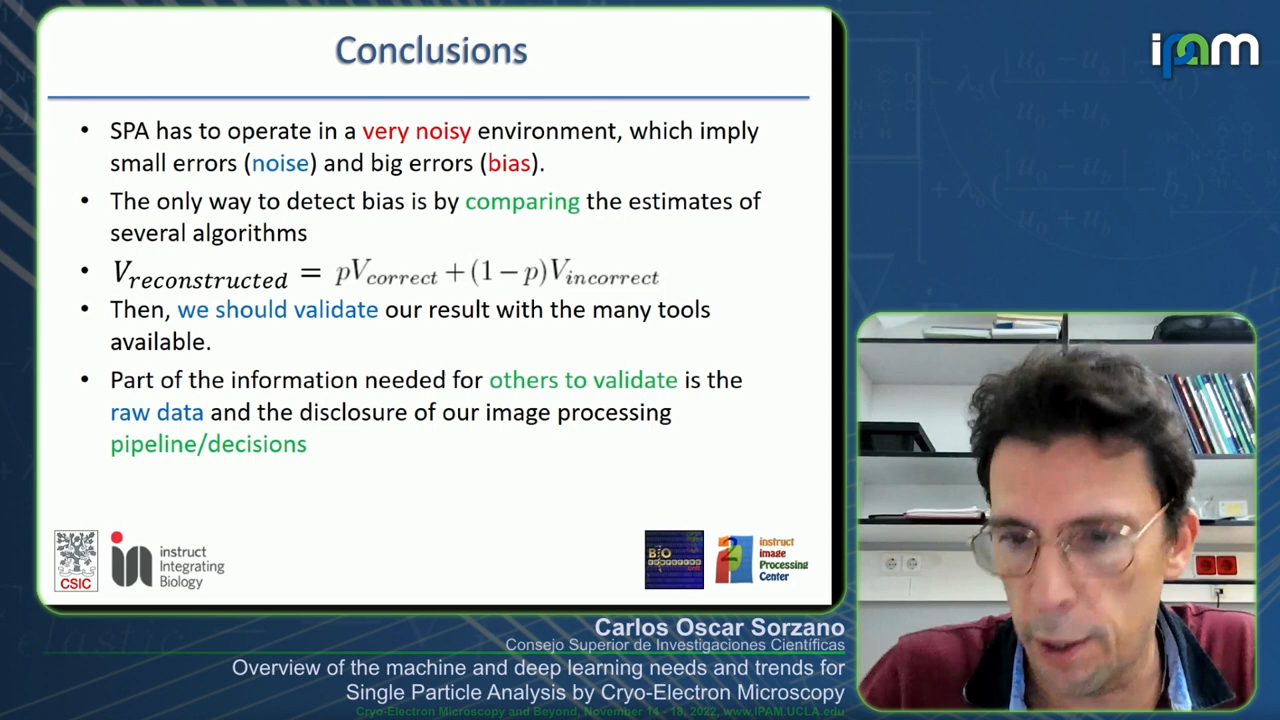 Conclusions
ipam
• SPA has to operate in a very noisy environment, which imply
small errors (noise) and big errors (bias).
• The only way to detect bias is by comparing the estimates of
several algorithms
• V_reconstructed = pV_correct + (1 − p)V_incorrect
• Then, we should validate our result with the many tools
available.
• Part of the information needed for others to validate is the
raw data and the disclosure of our image processing
pipeline/decisions
CSIC
instruct
Integrating
Biology
instruct
image
Processing
Center
Carlos Oscar Sorzano
Consejo Superior de Investigaciones Científicas
Overview of the machine and deep learning needs and trends for
Single Particle Analysis by Cryo-Electron Microscopy
Cryo-Electron Microscopy and Beyond, November 14 - 18, 2022, www.IPAM.UCLA.edu